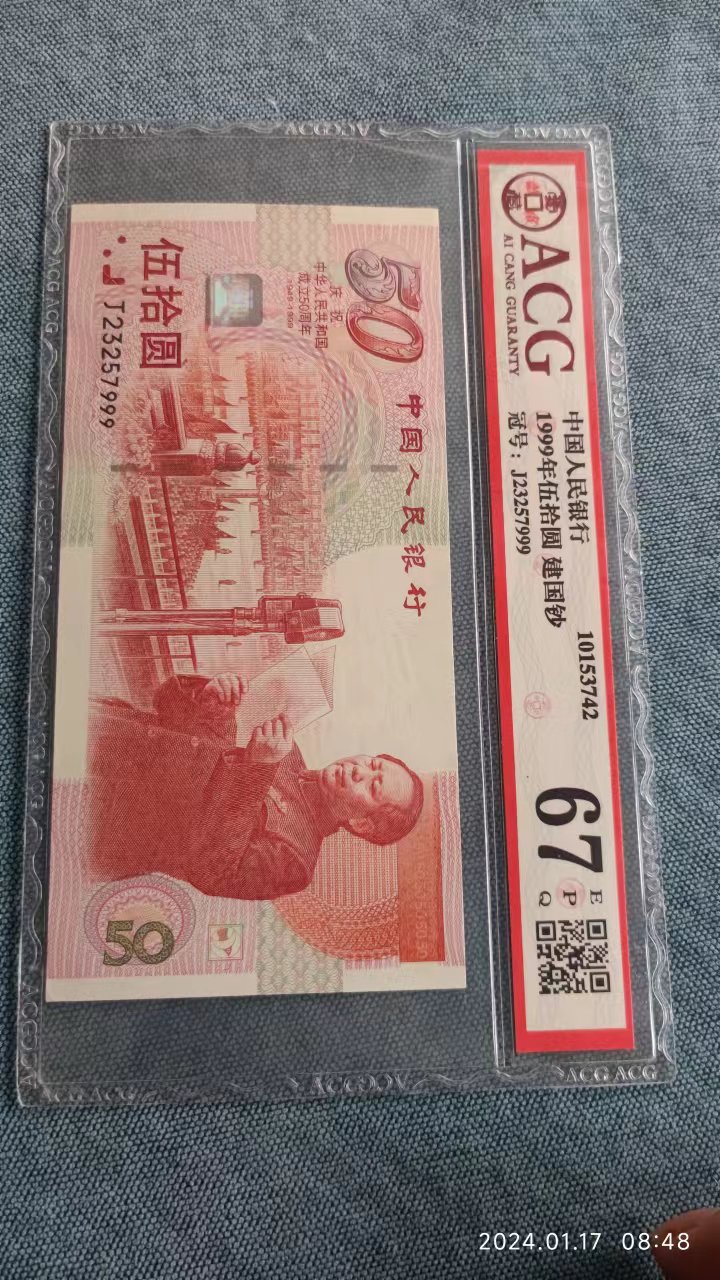 ACG
AI CANG GUARANTY
中国人民银行
1999年伍拾圆 建国钞
冠号：J23257999
10153742
67
E
P
Q
中国人民银行
50
庆祝
中华人民共和国
成立50周年
1949-1999
伍拾圆
J23257999
50
2024.01.17 08:48